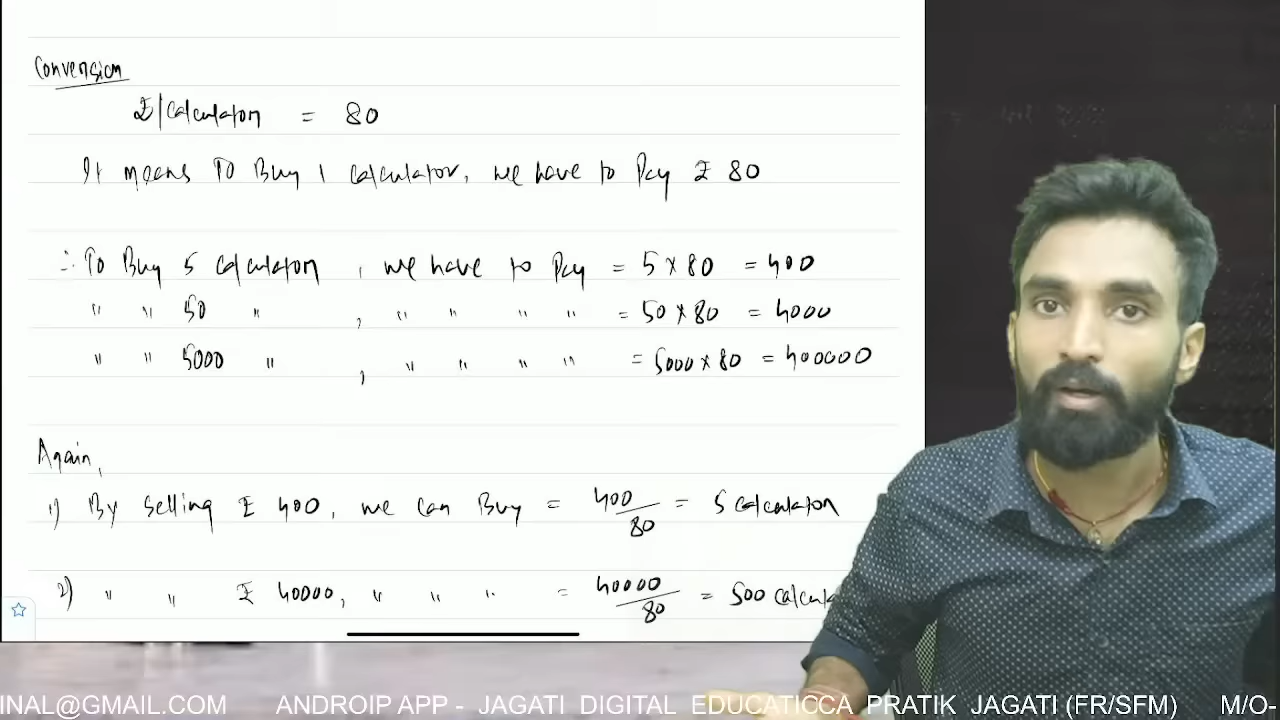 Conversion
₹/Calculator = 80
It means To Buy 1 calculator, we have to Pay ₹ 80
∴ To Buy 5 calculator, we have to Pay = 5 × 80 = 400
" " 50 " , " " " " = 50 × 80 = 4000
" " 5000 " , " " " " = 5000 × 80 = 400000
Again,
1) By selling ₹ 400, we can Buy = 400/80 = 5 calculator
2) " " ₹ 40000, " " " = 40000/80 = 500 calcula
INAL@GMAIL.COM ANDROIP APP - JAGATI DIGITAL EDUCATICCA PRATIK JAGATI (FR/SFM) M/O-